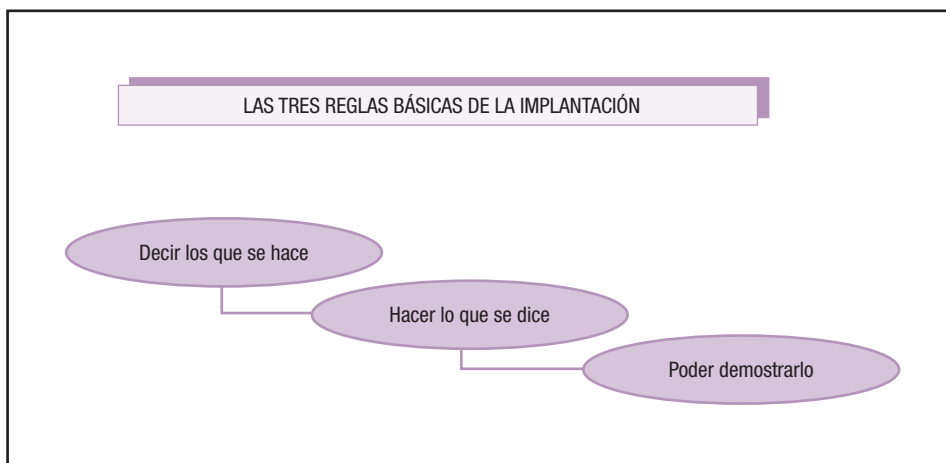 LAS TRES REGLAS BÁSICAS DE LA IMPLANTACIÓN
Decir los que se hace
Hacer lo que se dice
Poder demostrarlo